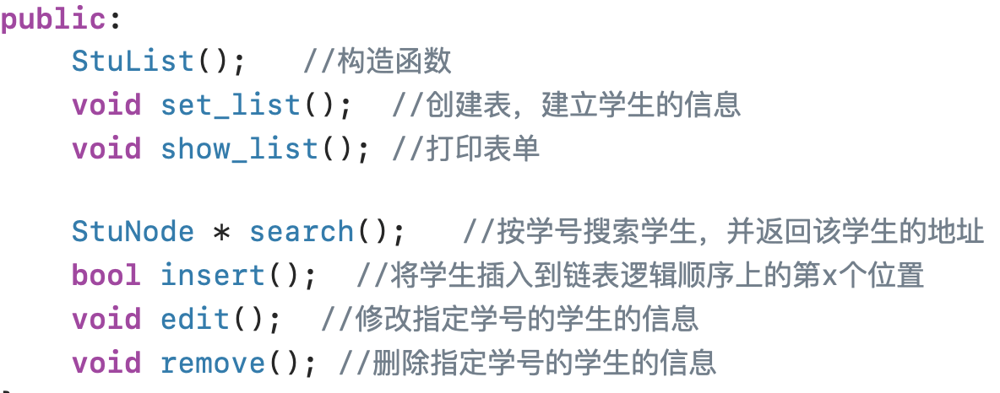 public:
    StuList();   //构造函数
    void set_list();  //创建表，建立学生的信息
    void show_list(); //打印表单
    StuNode * search();   //按学号搜索学生，并返回该学生的地址
    bool insert();  //将学生插入到链表逻辑顺序上的第x个位置
    void edit();  //修改指定学号的学生的信息
    void remove(); //删除指定学号的学生的信息